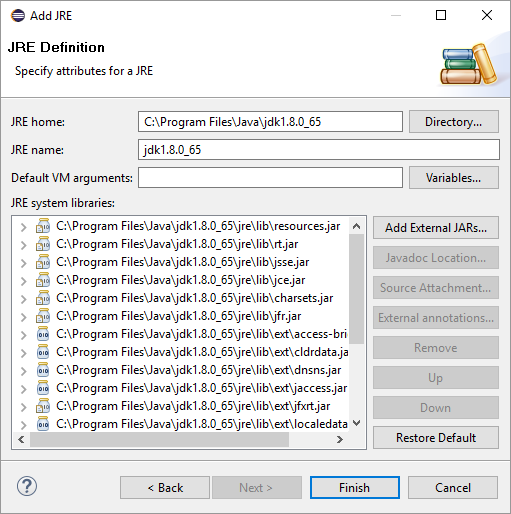 Add JRE
JRE Definition
Specify attributes for a JRE
JRE home: C:\Program Files\Java\jdk1.8.0_65 Directory...
JRE name: jdk1.8.0_65
Default VM arguments: Variables...
JRE system libraries:
C:\Program Files\Java\jdk1.8.0_65\jre\lib\resources.jar
C:\Program Files\Java\jdk1.8.0_65\jre\lib\rt.jar
C:\Program Files\Java\jdk1.8.0_65\jre\lib\jsse.jar
C:\Program Files\Java\jdk1.8.0_65\jre\lib\jce.jar
C:\Program Files\Java\jdk1.8.0_65\jre\lib\charsets.jar
C:\Program Files\Java\jdk1.8.0_65\jre\lib\jfr.jar
C:\Program Files\Java\jdk1.8.0_65\jre\lib\ext\access-bri
C:\Program Files\Java\jdk1.8.0_65\jre\lib\ext\cldrdata.ja
C:\Program Files\Java\jdk1.8.0_65\jre\lib\ext\dnsns.jar
C:\Program Files\Java\jdk1.8.0_65\jre\lib\ext\jaccess.jar
C:\Program Files\Java\jdk1.8.0_65\jre\lib\ext\jfxrt.jar
C:\Program Files\Java\jdk1.8.0_65\jre\lib\ext\localedata
Add External JARs...
Javadoc Location...
Source Attachment...
External annotations...
Remove
Up
Down
Restore Default
? < Back Next > Finish Cancel